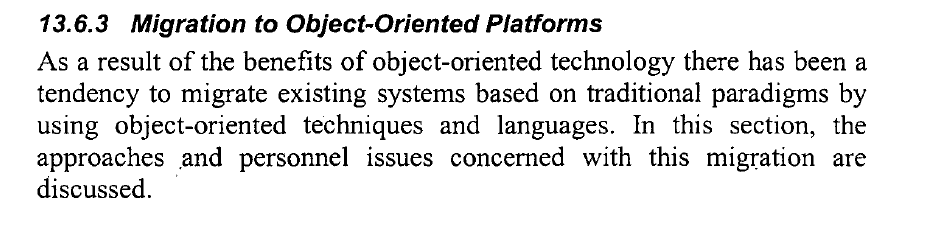 13.6.3 Migration to Object-Oriented Platforms
As a result of the benefits of object-oriented technology there has been a
tendency to migrate existing systems based on traditional paradigms by
using object-oriented techniques and languages. In this section, the
approaches and personnel issues concerned with this migration are
discussed.